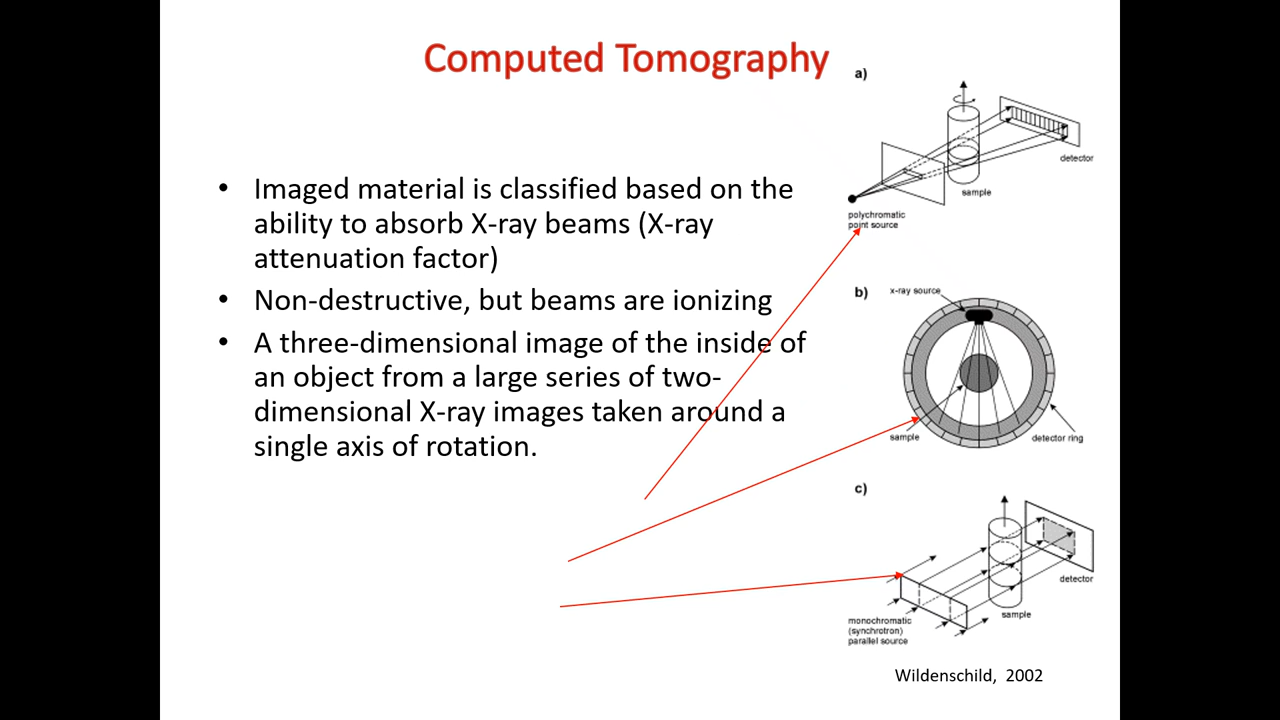 Computed Tomography
• Imaged material is classified based on the
ability to absorb X-ray beams (X-ray
attenuation factor)
• Non-destructive, but beams are ionizing
• A three-dimensional image of the inside of
an object from a large series of two-
dimensional X-ray images taken around a
single axis of rotation.
a)
detector
sample
polychromatic
point source
b)
x-ray source
sample
detector ring
c)
detector
sample
monochromatic
(synchrotron)
parallel source
Wildenschild, 2002